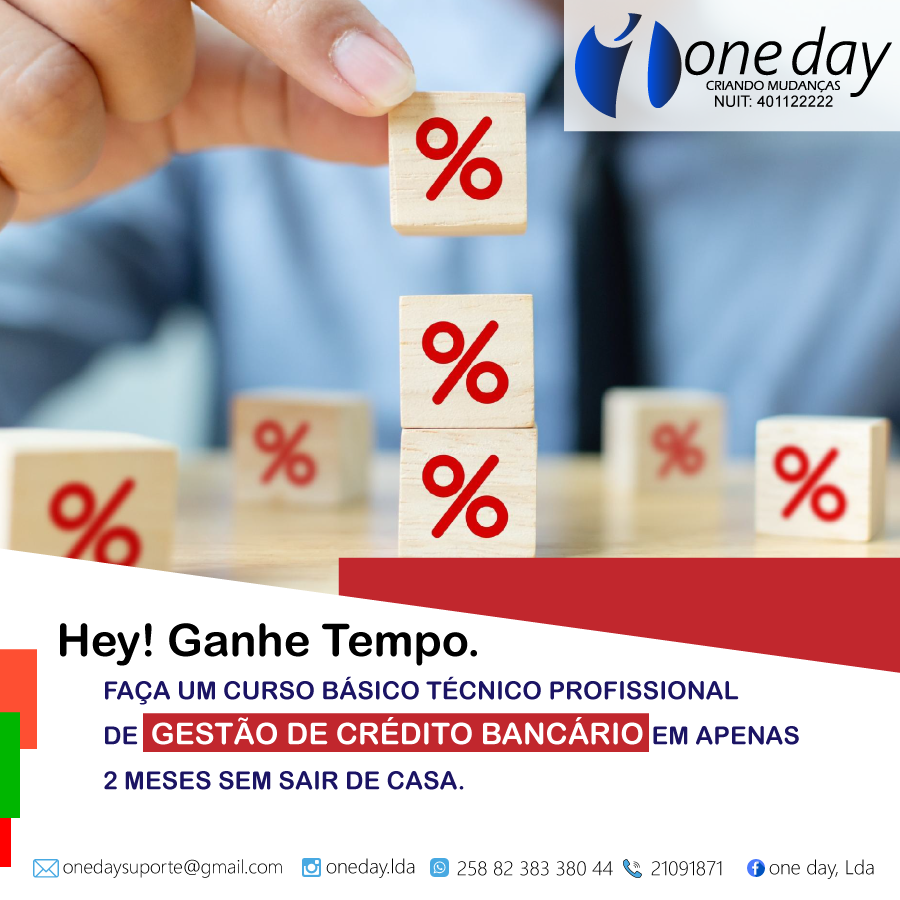 one day
CRIANDO MUDANÇAS
NUIT: 401122222
%
%
%
%
%
%
%
Hey! Ganhe Tempo.
FAÇA UM CURSO BÁSICO TÉCNICO PROFISSIONAL
DE GESTÃO DE CRÉDITO BANCÁRIO EM APENAS
2 MESES SEM SAIR DE CASA.
onedaysuporte@gmail.com oneday.lda 258 82 383 380 44 21091871 one day, Lda